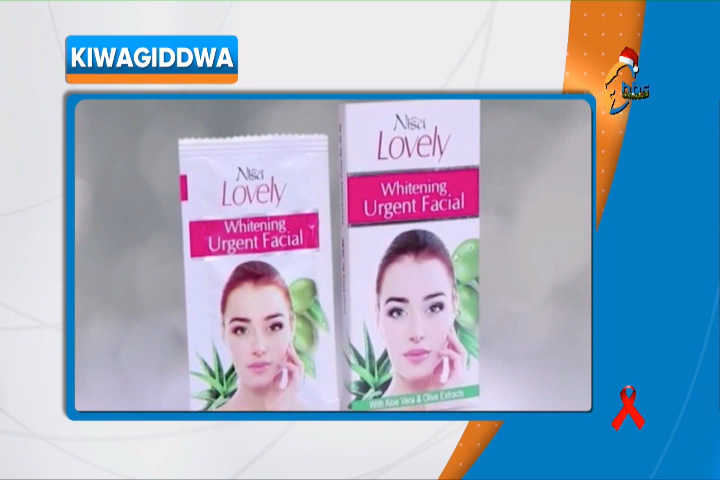 KIWAGIDDWA
Nisa
Lovely
Whitening
Urgent Facial
Nisa
Lovely
Whitening
Urgent Facial
With Aloe Vera & Olive Extracts